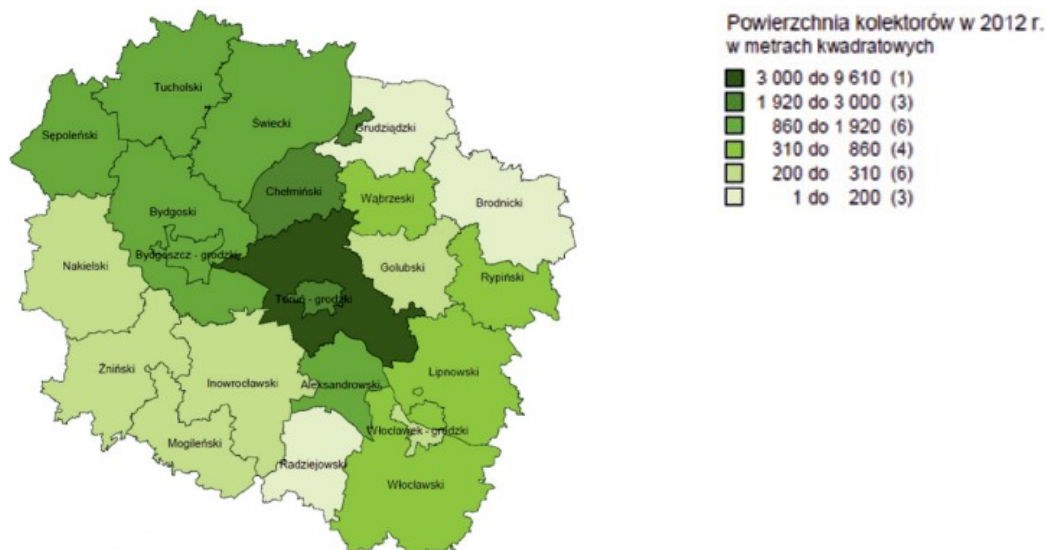 Powierzchnia kolektorów w 2012 r.
w metrach kwadratowych
3 000 do 9 610 (1)
1 920 do 3 000 (3)
860 do 1 920 (6)
310 do 860 (4)
200 do 310 (6)
1 do 200 (3)
Tucholski
Sępoleński
Świecki
Grudziądzki
Chełmiński
Wąbrzeski
Brodnicki
Bydgoski
Bydgoszcz - grodzki
Nakielski
Golubski
Rypiński
Toruń - grodzki
Żniński
Inowrocławski
Aleksandrowski
Lipnowski
Włocławek - grodzki
Mogileński
Radziejowski
Włocławski